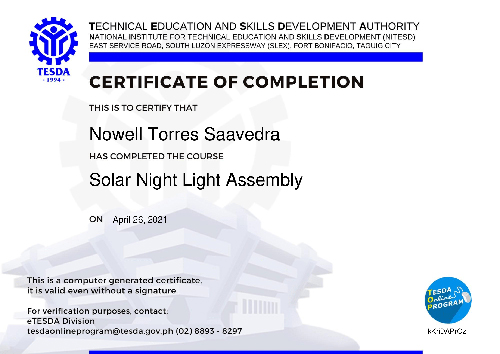 TECHNICAL EDUCATION AND SKILLS DEVELOPMENT AUTHORITY
NATIONAL INSTITUTE FOR TECHNICAL EDUCATION AND SKILLS DEVELOPMENT (NITESD)
EAST SERVICE ROAD, SOUTH LUZON EXPRESSWAY (SLEX), FORT BONIFACIO, TAGUIG CITY
TESDA
- 1994 -
CERTIFICATE OF COMPLETION
THIS IS TO CERTIFY THAT
Nowell Torres Saavedra
HAS COMPLETED THE COURSE
Solar Night Light Assembly
ON April 26, 2021
This is a computer generated certificate,
it is valid even without a signature
For verification purposes, contact:
eTESDA Division
tesdaonlineprogram@tesda.gov.ph (02) 8893 - 8297
TESDA
Online
PROGRAM